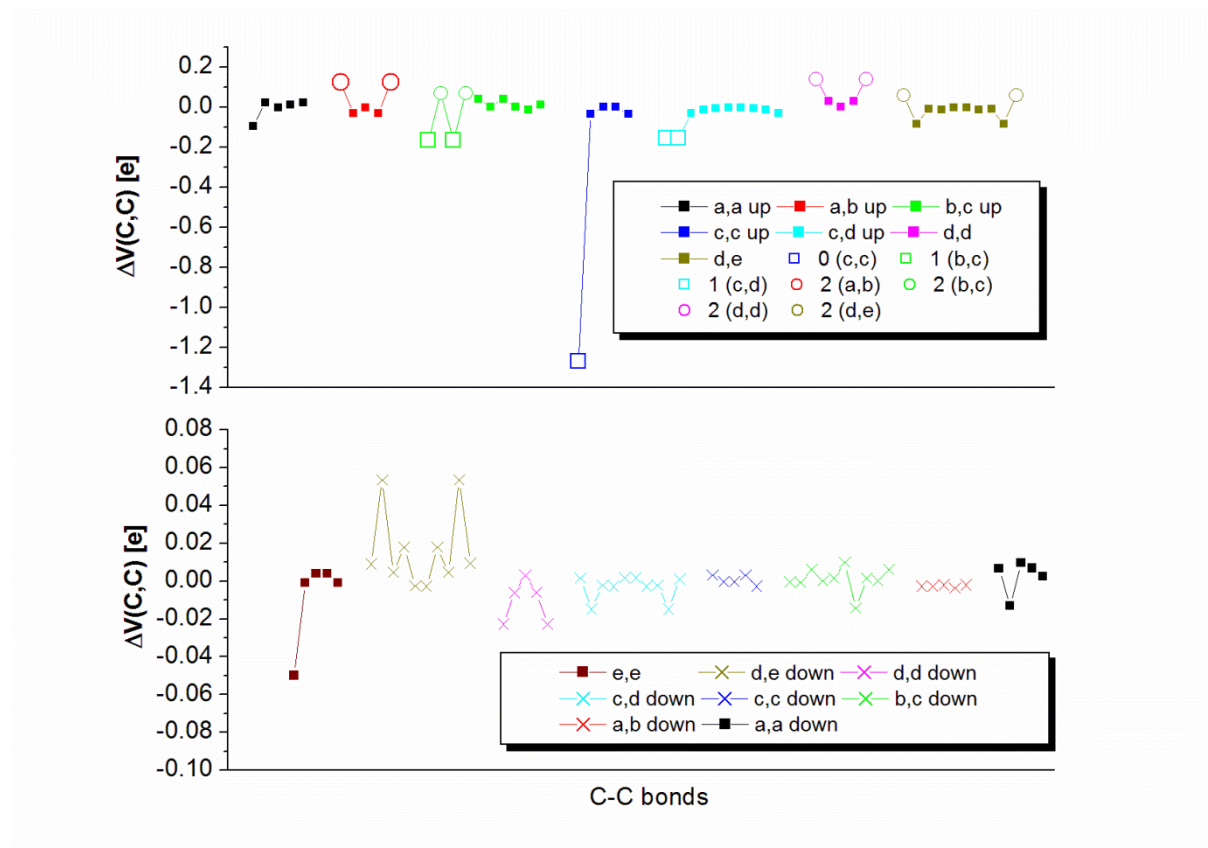 0.2
0.0
-0.2
-0.4
-0.6
-0.8
-1.0
-1.2
-1.4
ΔV(C,C) [e]
a,a up a,b up b,c up
c,c up c,d up d,d
d,e 0 (c,c) 1 (b,c)
1 (c,d) 2 (a,b) 2 (b,c)
2 (d,d) 2 (d,e)
0.08
0.06
0.04
0.02
0.00
-0.02
-0.04
-0.06
-0.08
-0.10
ΔV(C,C) [e]
e,e d,e down d,d down
c,d down c,c down b,c down
a,b down a,a down
C-C bonds